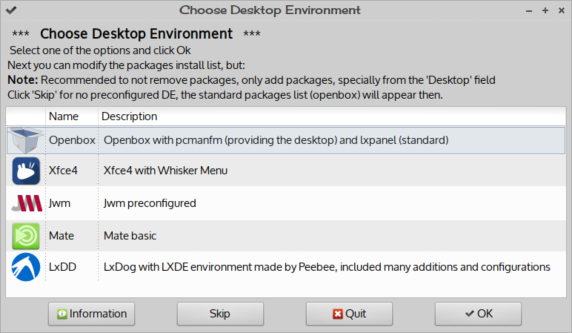 Choose Desktop Environment
*** Choose Desktop Environment ***
Select one of the options and click Ok
Next you can modify the packages install list, but:
Note: Recommended to not remove packages, only add packages, specially from the 'Desktop' field
Click 'Skip' for no preconfigured DE, the standard packages list (openbox) will appear then.
Name Description
Openbox Openbox with pcmanfm (providing the desktop) and lxpanel (standard)
Xfce4 Xfce4 with Whisker Menu
Jwm Jwm preconfigured
Mate Mate basic
LxDD LxDog with LXDE environment made by Peebee, included many additions and configurations
Information Skip Quit OK